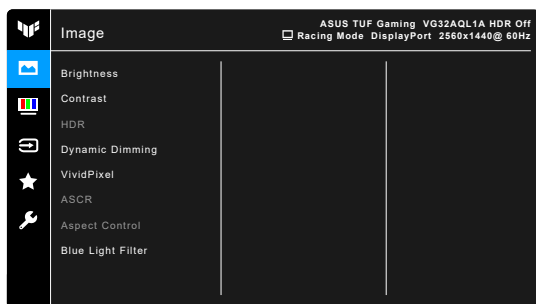 ASUS TUF Gaming VG32AQL1A HDR Off
Image
Racing Mode DisplayPort 2560x1440@ 60Hz
Brightness
Contrast
HDR
Dynamic Dimming
VividPixel
ASCR
Aspect Control
Blue Light Filter